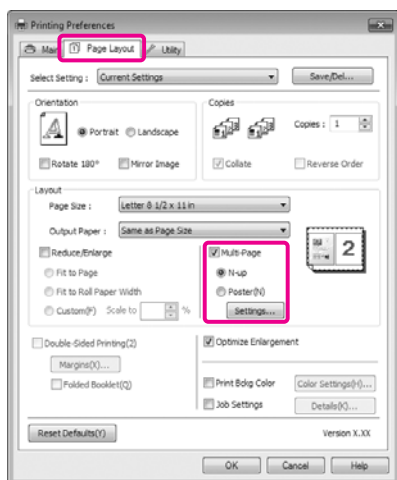 Printing Preferences
Main Page Layout Utility
Select Setting : Current Settings Save/Del...
Orientation Copies
A Portrait Landscape Copies : 1
Rotate 180° Mirror Image Collate Reverse Order
Layout
Page Size : Letter 8 1/2 x 11 in
Output Paper : Same as Page Size
Reduce/Enlarge Multi-Page
Fit to Page N-up 2
Fit to Roll Paper Width Poster(N)
Custom(F) Scale to % Settings...
Double-Sided Printing(2) Optimize Enlargement
Margins(X)...
Folded Booklet(Q) Print Bckg Color Color Settings(H)...
Job Settings Details(K)...
Reset Defaults(Y) Version X.XX
OK Cancel Help